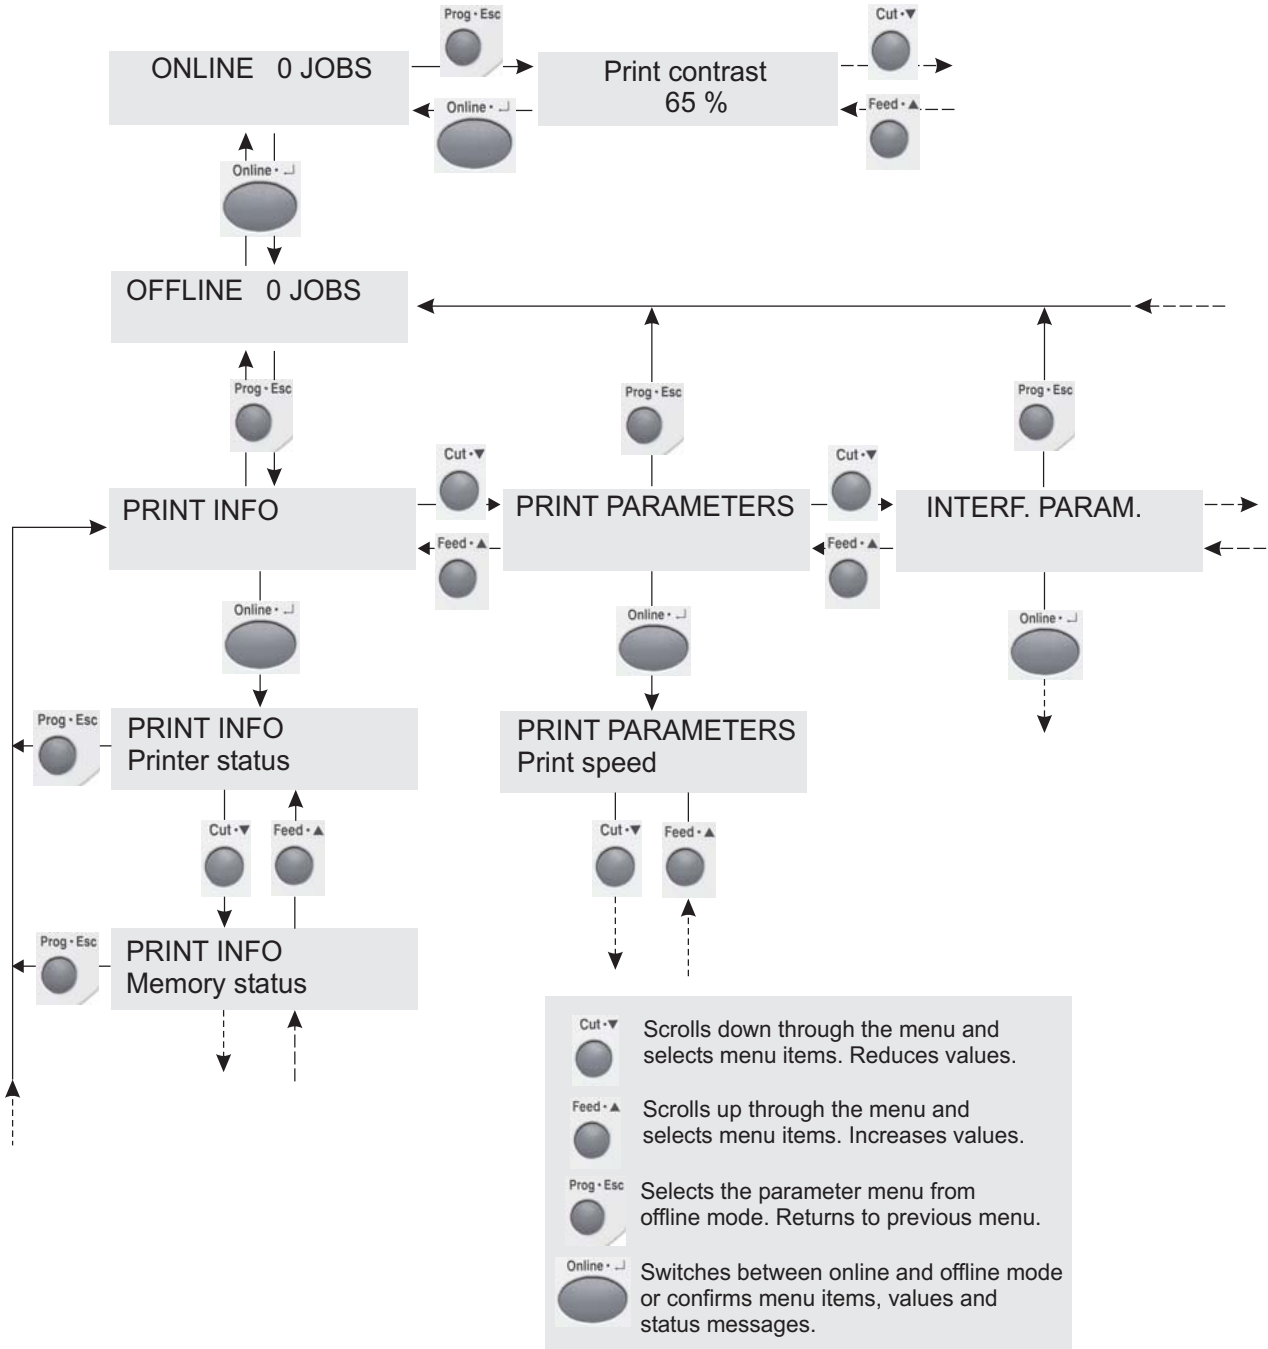 Prog · Esc
Cut · ▼
ONLINE 0 JOBS
Print contrast
65 %
Online · ↵
Feed · ▲
Online · ↵
OFFLINE 0 JOBS
Prog · Esc
Prog · Esc
Prog · Esc
Cut · ▼
Cut · ▼
PRINT INFO
PRINT PARAMETERS
INTERF. PARAM.
Feed · ▲
Feed · ▲
Online · ↵
Online · ↵
Online · ↵
Prog · Esc
PRINT INFO
Printer status
PRINT PARAMETERS
Print speed
Cut · ▼
Feed · ▲
Cut · ▼
Feed · ▲
Prog · Esc
PRINT INFO
Memory status
Cut · ▼
Scrolls down through the menu and
selects menu items. Reduces values.
Feed · ▲
Scrolls up through the menu and
selects menu items. Increases values.
Prog · Esc
Selects the parameter menu from
offline mode. Returns to previous menu.
Online · ↵
Switches between online and offline mode
or confirms menu items, values and
status messages.